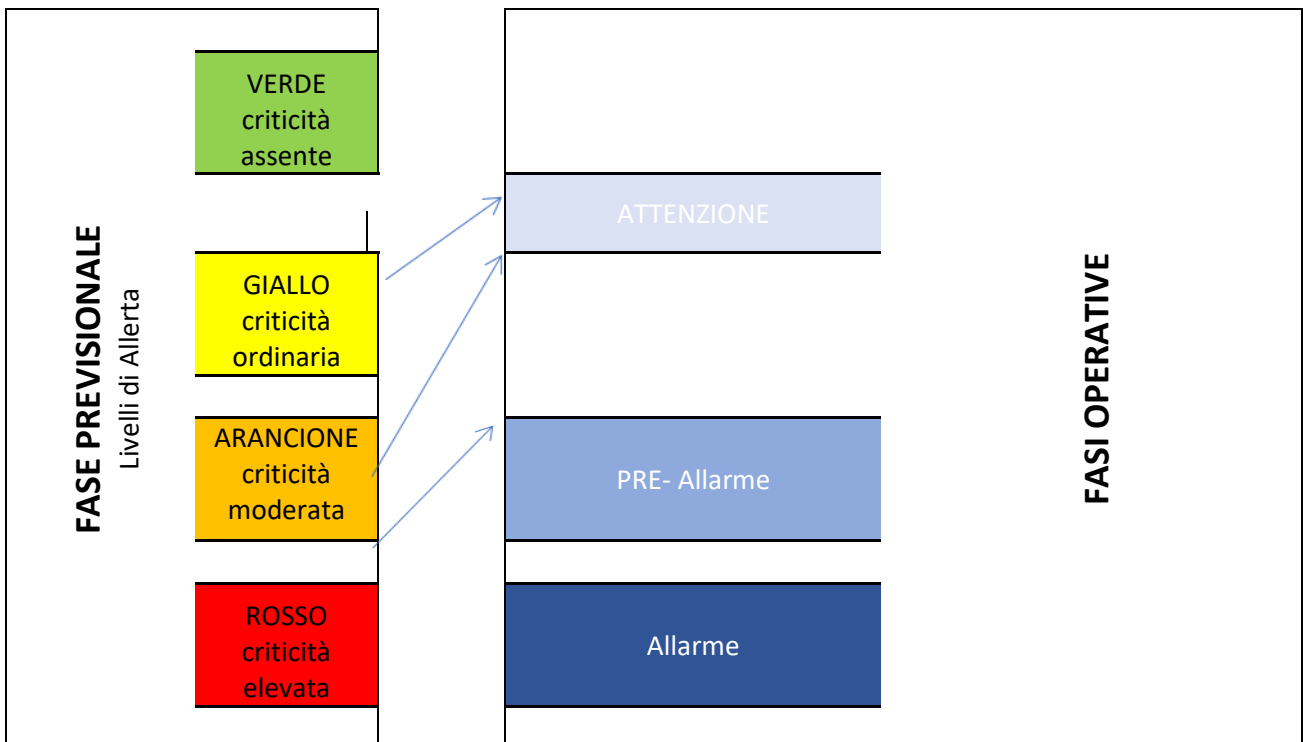 FASE PREVISIONALE
Livelli di Allerta
VERDE
criticità
assente
GIALLO
criticità
ordinaria
ARANCIONE
criticità
moderata
ROSSO
criticità
elevata
ATTENZIONE
PRE- Allarme
Allarme
FASI OPERATIVE